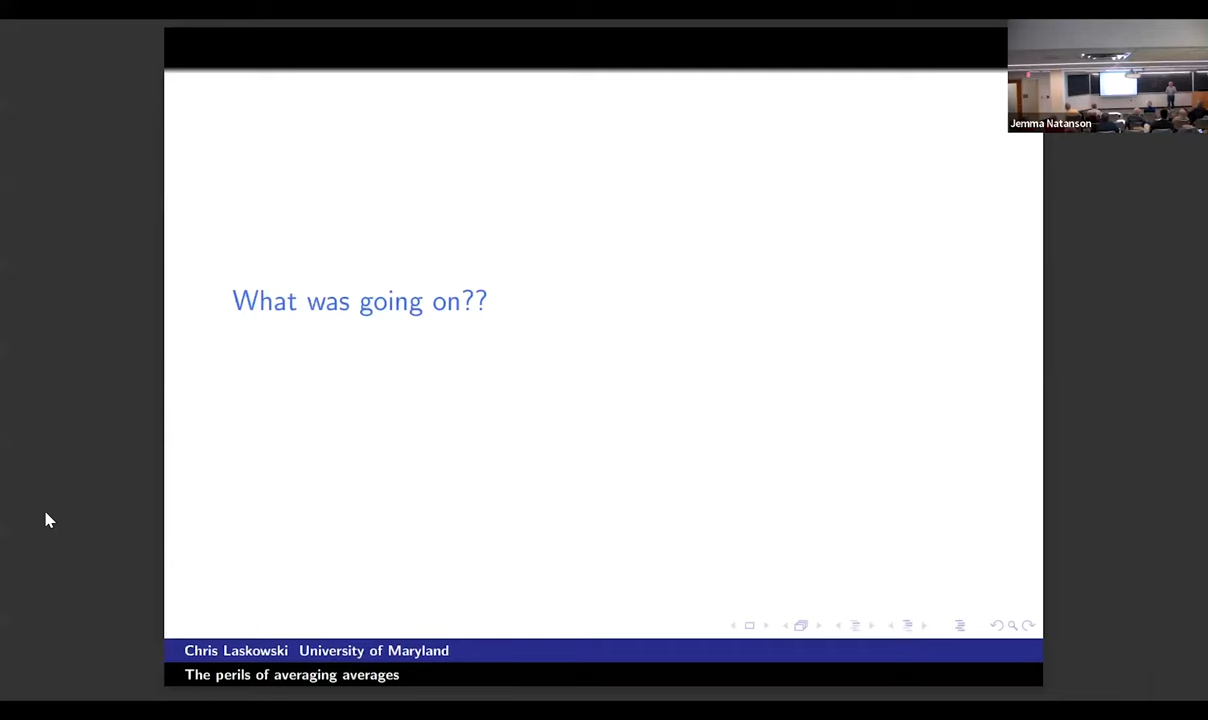 Jemma Natanson
What was going on??
Chris Laskowski University of Maryland
The perils of averaging averages